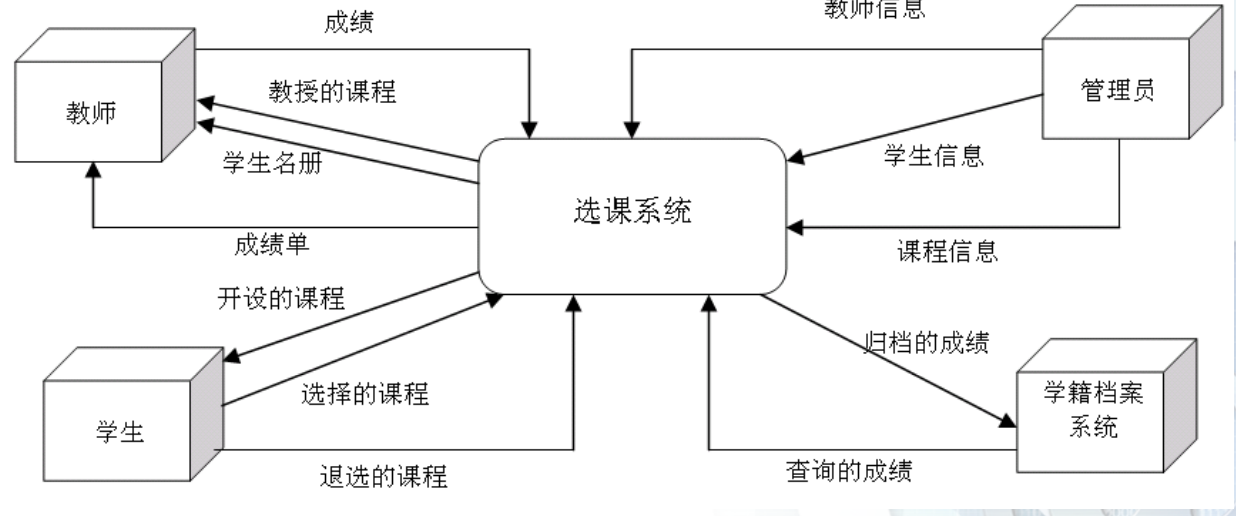 成绩
教师信息
教师
教授的课程
管理员
学生名册
学生信息
选课系统
成绩单
课程信息
开设的课程
归档的成绩
选择的课程
学籍档案
系统
学生
退选的课程
查询的成绩